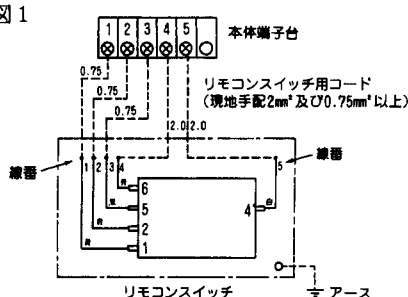 図1
1 2 3 4 5
本体端子台
0.75
0.75
0.75
2.0 2.0
リモコンスイッチ用コード
(現地手配2mm²及び0.75mm²以上)
線番
線番
1 2 3 4
5
青
6
5
4
白
青
2
青
1
リモコンスイッチ
アース